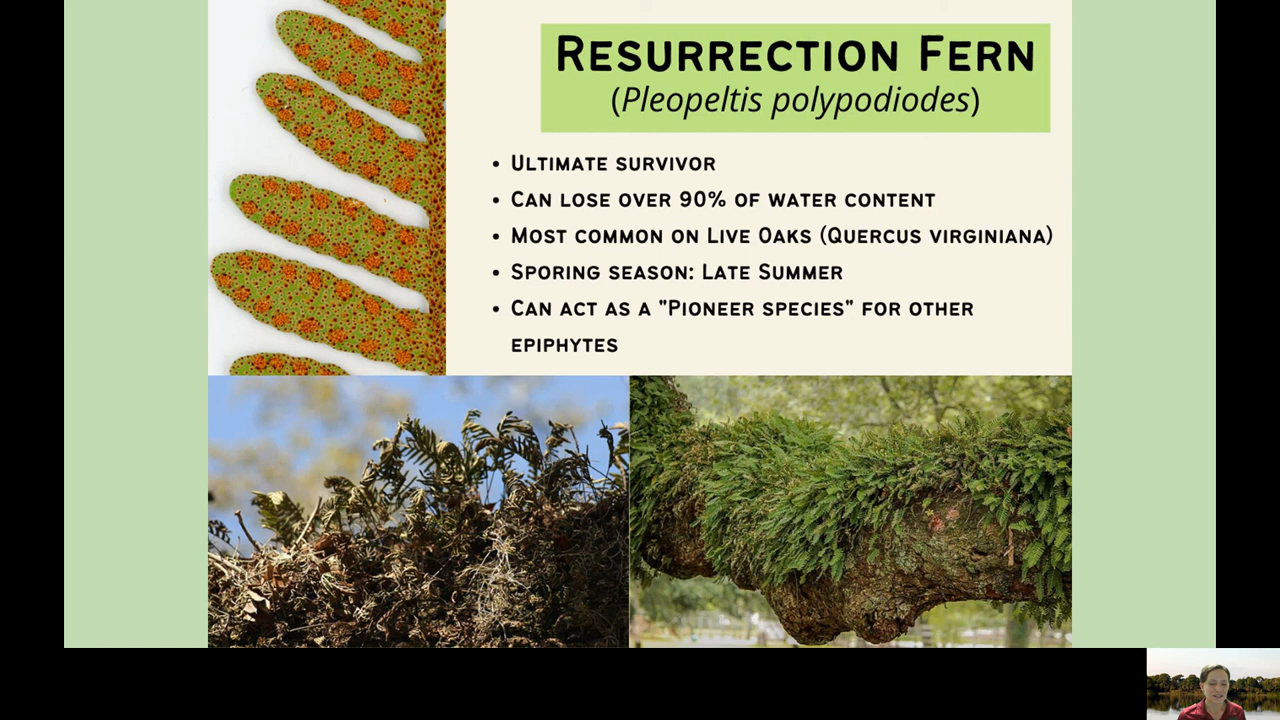 Resurrection Fern
(Pleopeltis polypodiodes)
• Ultimate survivor
• Can lose over 90% of water content
• Most common on Live Oaks (Quercus virginiana)
• Sporing season: Late Summer
• Can act as a "Pioneer species" for other
epiphytes